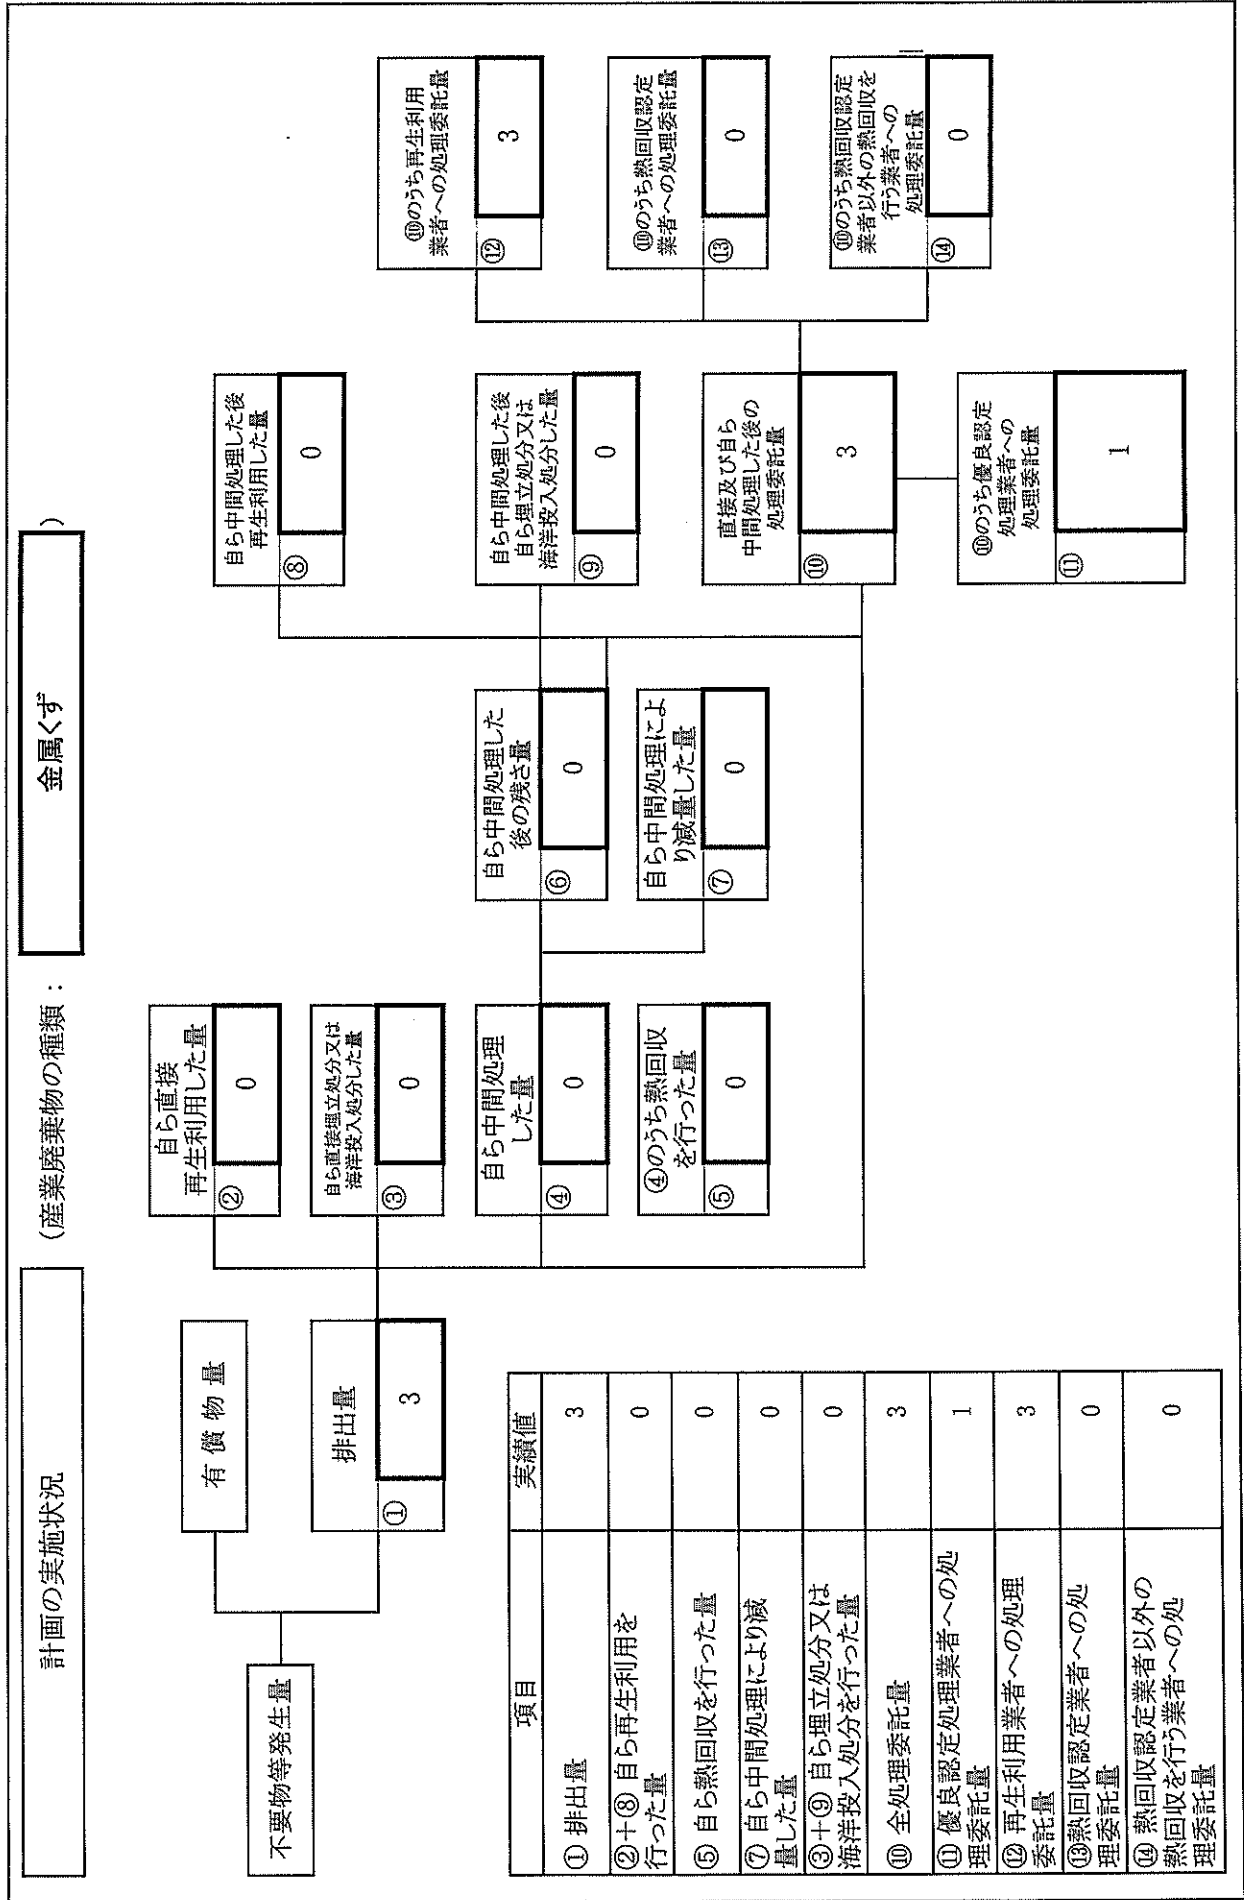 計画の実施状況
(産業廃棄物の種類:
金属くず
)
不要物等発生量
有 償 物 量
排出量
① 3
自ら直接
再生利用した量
② 0
自ら直接埋立処分又は
海洋投入処分した量
③ 0
自ら中間処理
した量
④ 0
④のうち熱回収
を行った量
⑤ 0
自ら中間処理した
後の残さ量
⑥ 0
自ら中間処理によ
り減量した量
⑦ 0
自ら中間処理した後
再生利用した量
⑧ 0
自ら中間処理した後
自ら埋立処分又は
海洋投入処分した量
⑨ 0
直接及び自ら
中間処理した後の
処理委託量
⑩ 3
⑩のうち優良認定
処理業者への
処理委託量
⑪ 1
⑩のうち再生利用
業者への処理委託量
⑫ 3
⑩のうち熱回収認定
業者への処理委託量
⑬ 0
⑩のうち熱回収認定
業者以外の熱回収を
行う業者への
処理委託量
⑭ 0
項目 実績値
① 排出量 3
②+⑧ 自ら再生利用を
行った量 0
⑤ 自ら熱回収を行った量 0
⑦ 自ら中間処理により減
量した量 0
③+⑨ 自ら埋立処分又は
海洋投入処分を行った量 0
⑩ 全処理委託量 3
⑪ 優良認定処理業者への処
理委託量 1
⑫ 再生利用業者への処理
委託量 3
⑬熱回収認定業者への処
理委託量 0
⑭ 熱回収認定業者以外の
熱回収を行う業者への処
理委託量 0